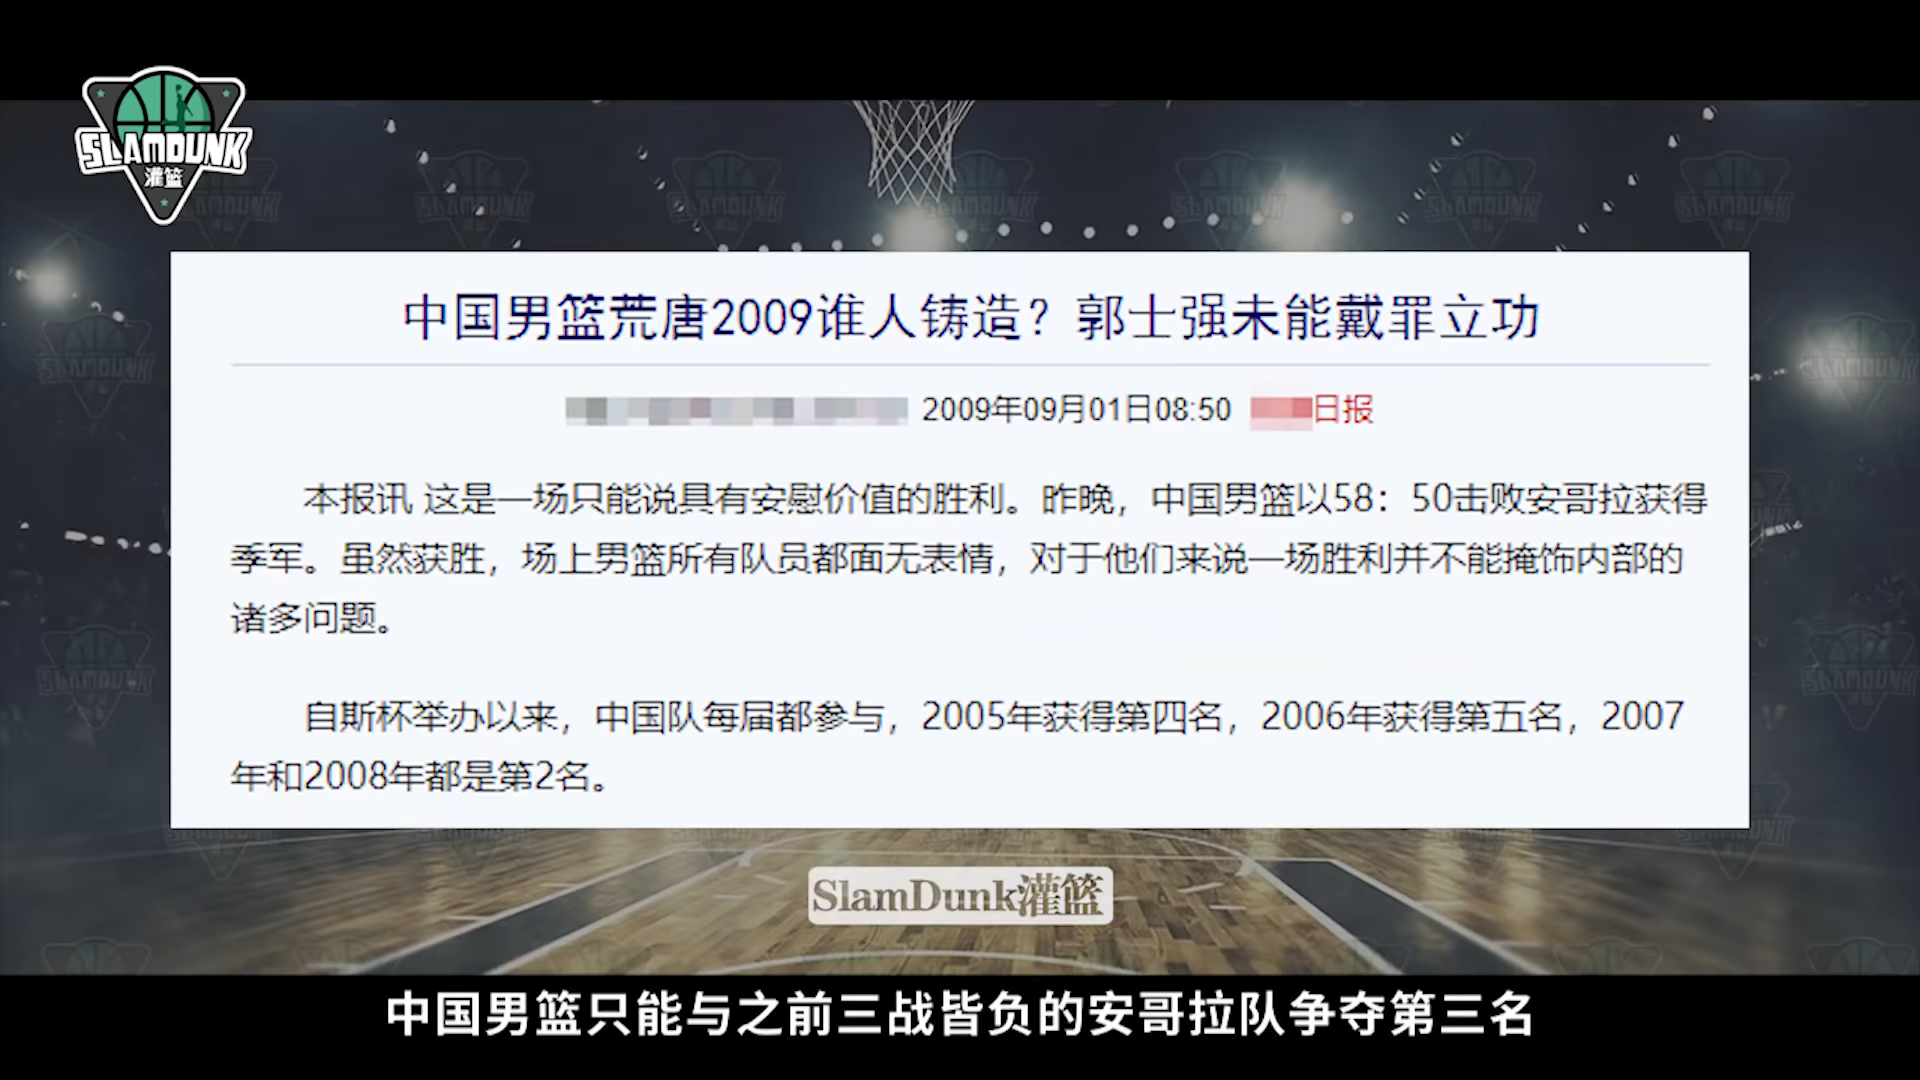 SLAMDUNK
灌篮
中国男篮荒唐2009谁人铸造？郭士强未能戴罪立功
2009年09月01日08:50 日报
本报讯 这是一场只能说具有安慰价值的胜利。昨晚，中国男篮以58：50击败安哥拉获得
季军。虽然获胜，场上男篮所有队员都面无表情，对于他们来说一场胜利并不能掩饰内部的
诸多问题。
自斯杯举办以来，中国队每届都参与，2005年获得第四名，2006年获得第五名，2007
年和2008年都是第2名。
SlamDunk灌篮
中国男篮只能与之前三战皆负的安哥拉队争夺第三名